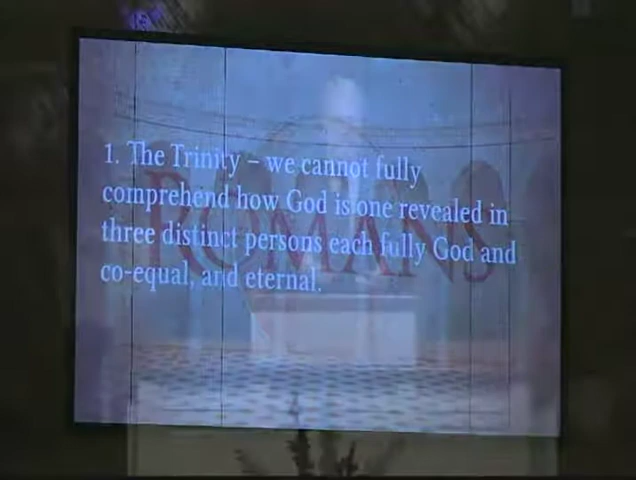 1. The Trinity – we cannot fully
comprehend how God is one revealed in
three distinct persons each fully God and
co-equal, and eternal.
ROMANS